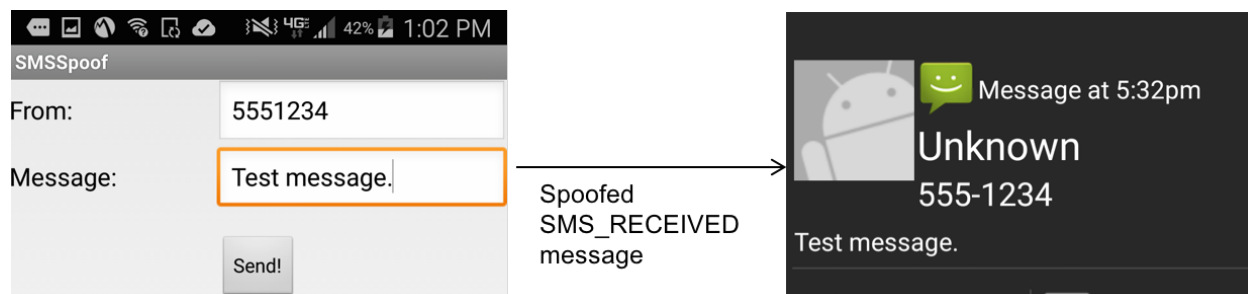 4G 42% 1:02 PM
SMSSpoof
From: 5551234
Message: Test message.
Send!
Spoofed
SMS_RECEIVED
message
Message at 5:32pm
Unknown
555-1234
Test message.